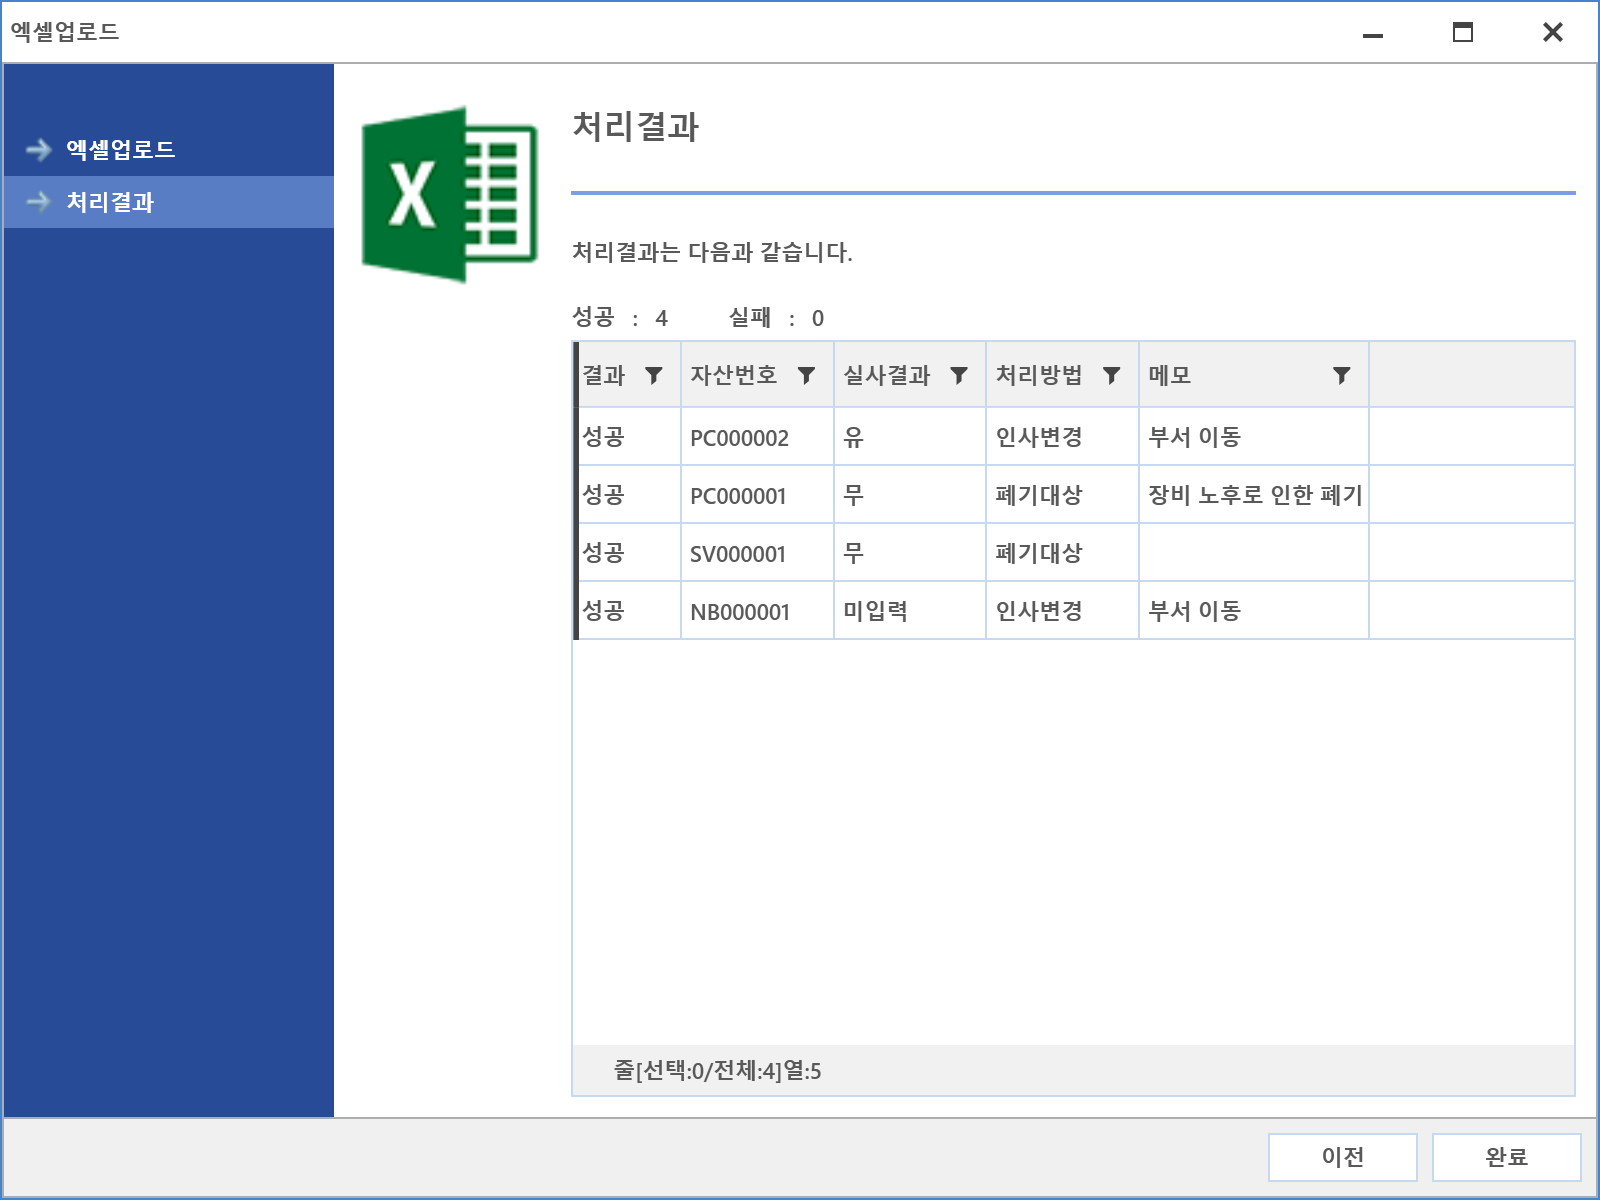 엑셀업로드
엑셀업로드
처리결과
X
처리결과
처리결과는 다음과 같습니다.
성공 : 4 실패 : 0
결과 자산번호 실사결과 처리방법 메모
성공 PC000002 유 인사변경 부서 이동
성공 PC000001 무 폐기대상 장비 노후로 인한 폐기
성공 SV000001 무 폐기대상
성공 NB000001 미입력 인사변경 부서 이동
줄[선택:0/전체:4]열:5
이전 완료